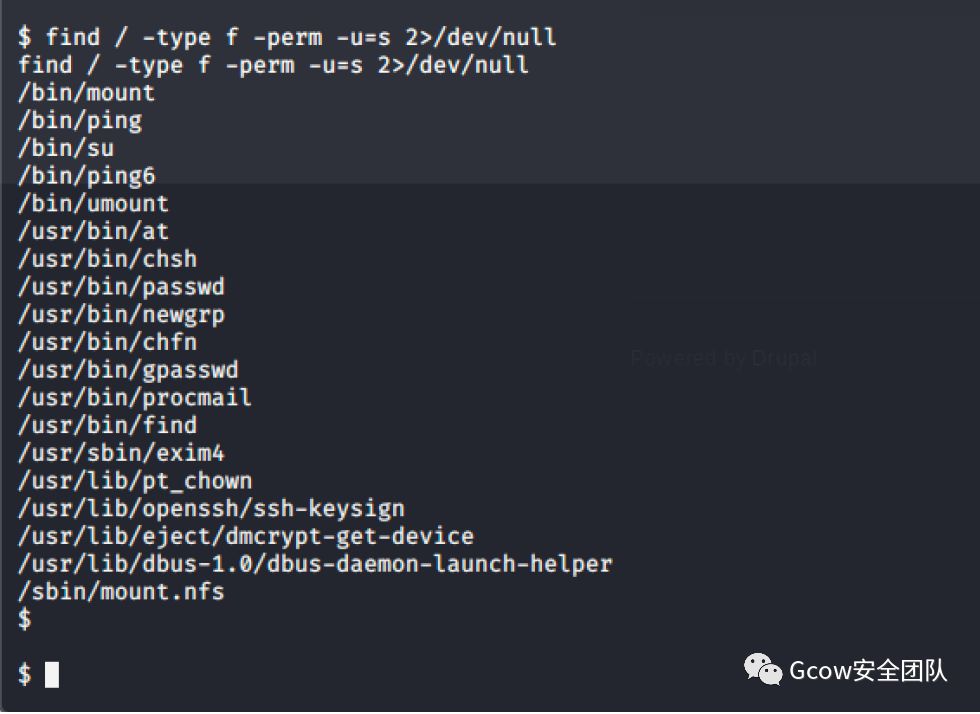 $ find / -type f -perm -u=s 2>/dev/null
find / -type f -perm -u=s 2>/dev/null
/bin/mount
/bin/ping
/bin/su
/bin/ping6
/bin/umount
/usr/bin/at
/usr/bin/chsh
/usr/bin/passwd
/usr/bin/newgrp
/usr/bin/chfn
Powered by Drupal
/usr/bin/gpasswd
/usr/bin/procmail
/usr/bin/find
/usr/sbin/exim4
/usr/lib/pt_chown
/usr/lib/openssh/ssh-keysign
/usr/lib/eject/dmcrypt-get-device
/usr/lib/dbus-1.0/dbus-daemon-launch-helper
/sbin/mount.nfs
$
$
Gcow安全团队